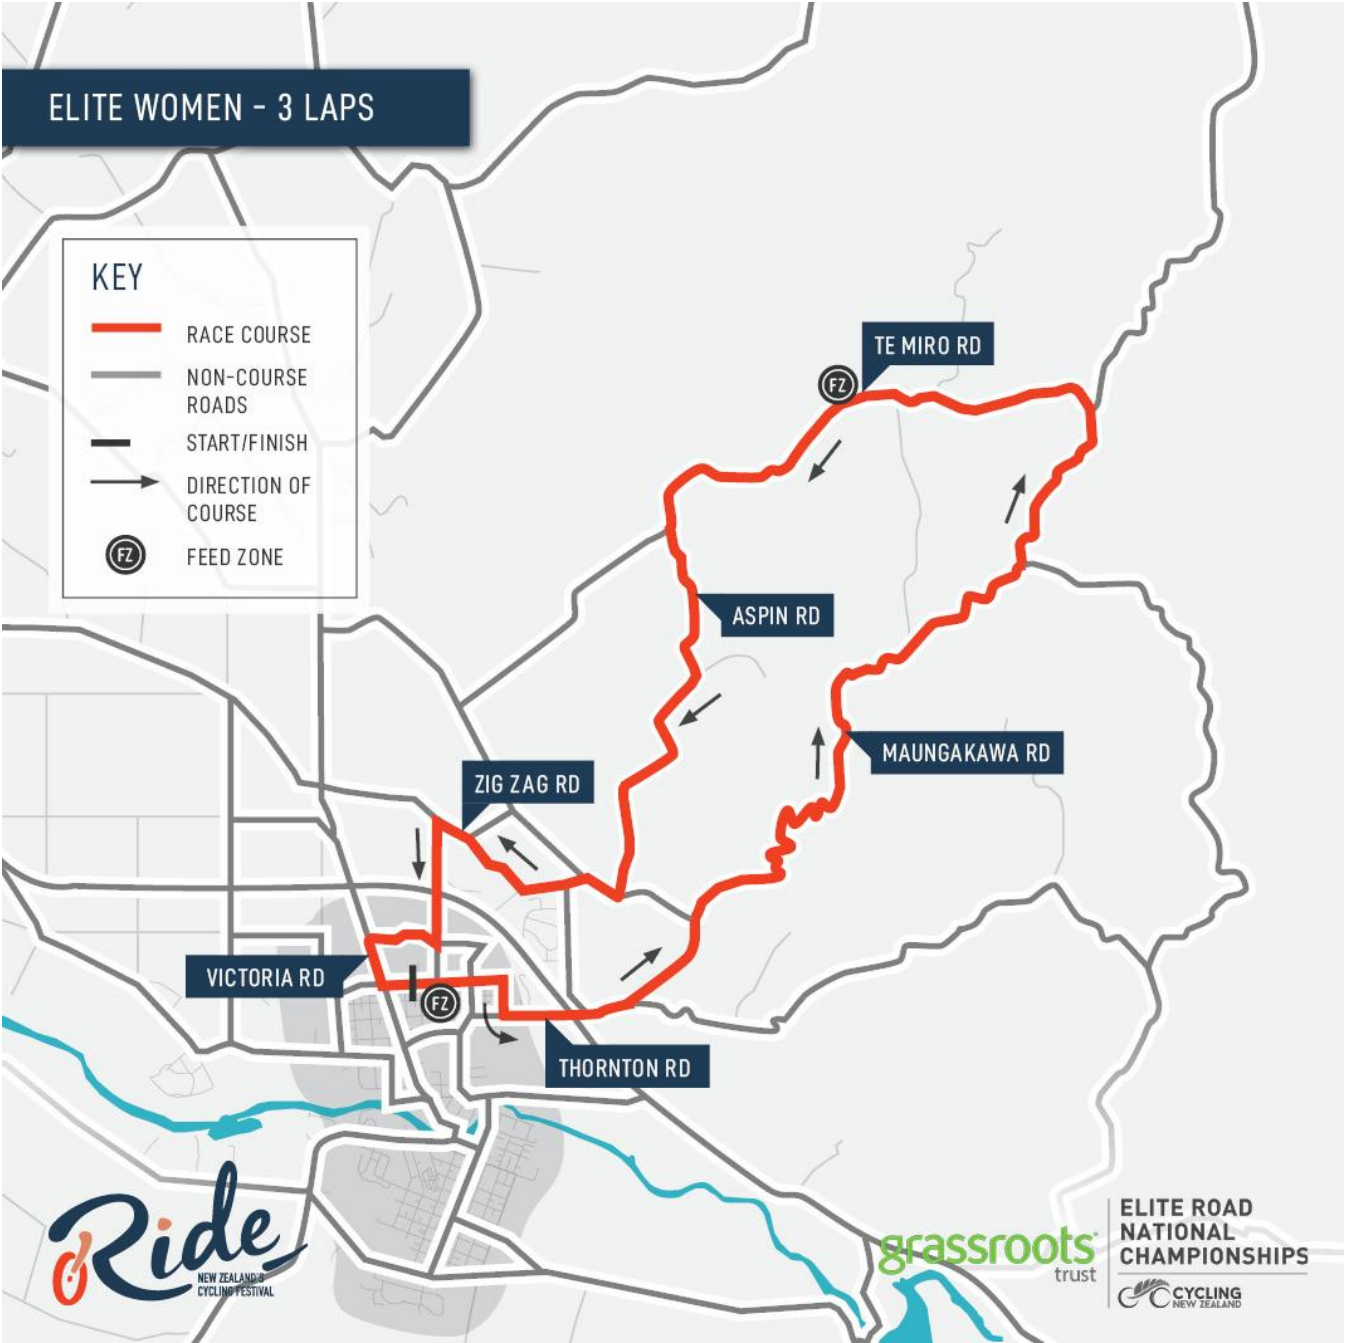 ELITE WOMEN - 3 LAPS
KEY
RACE COURSE
NON-COURSE
ROADS
START/FINISH
DIRECTION OF
COURSE
FZ
FEED ZONE
TE MIRO RD
FZ
ASPIN RD
MAUNGAKAWA RD
ZIG ZAG RD
VICTORIA RD
FZ
THORNTON RD
Ride
NEW ZEALAND'S
CYCLING FESTIVAL
grassroots
trust
ELITE ROAD
NATIONAL
CHAMPIONSHIPS
CYCLING
NEW ZEALAND